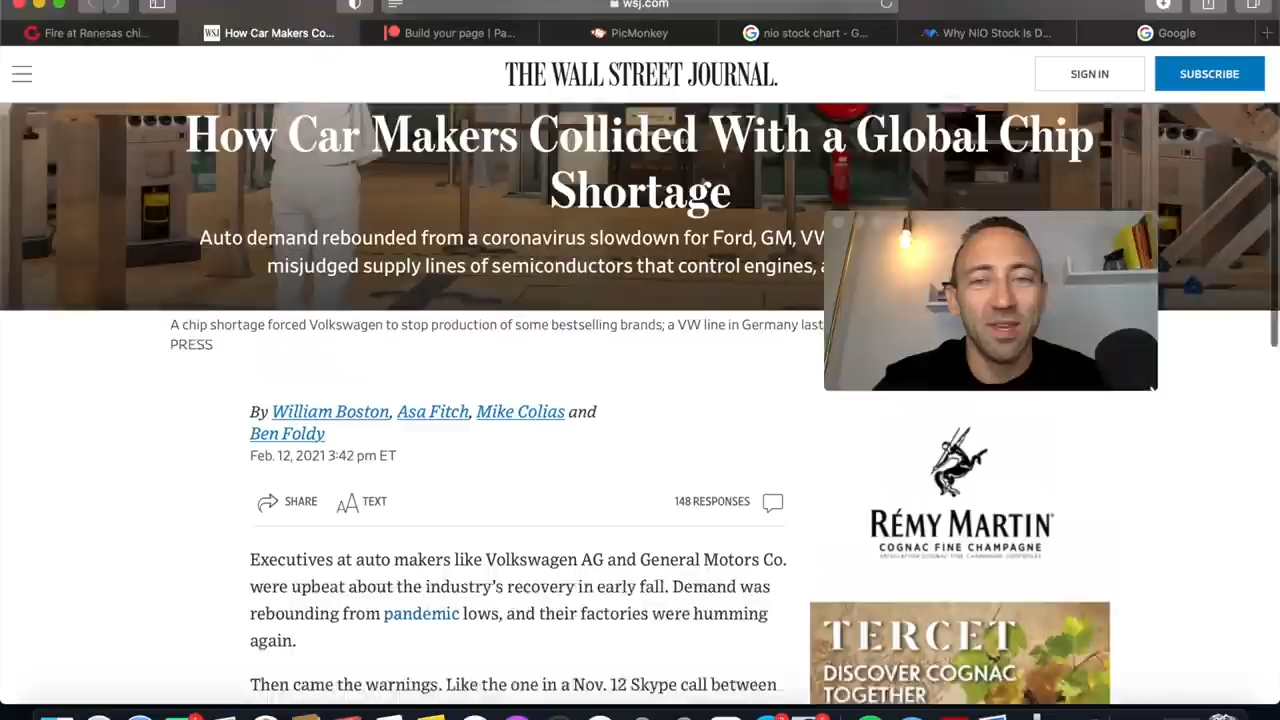 wsj.com
Fire at Renesas chi...
WSJ
How Car Makers Co...
Build your page | Pa...
PicMonkey
nio stock chart - G...
Why NIO Stock Is D...
Google
THE WALL STREET JOURNAL.
SIGN IN
SUBSCRIBE
How Car Makers Collided With a Global Chip
Shortage
Auto demand rebounded from a coronavirus slowdown for Ford, GM, VW
misjudged supply lines of semiconductors that control engines,
A chip shortage forced Volkswagen to stop production of some bestselling brands; a VW line in Germany last
PRESS
By William Boston, Asa Fitch, Mike Colias and
Ben Foldy
Feb. 12, 2021 3:42 pm ET
SHARE
AA TEXT
148 RESPONSES
RÉMY MARTIN
COGNAC FINE CHAMPAGNE
Executives at auto makers like Volkswagen AG and General Motors Co.
were upbeat about the industry's recovery in early fall. Demand was
rebounding from pandemic lows, and their factories were humming
again.
TERCET
DISCOVER COGNAC
TOGETHER
Then came the warnings. Like the one in a Nov. 12 Skype call between